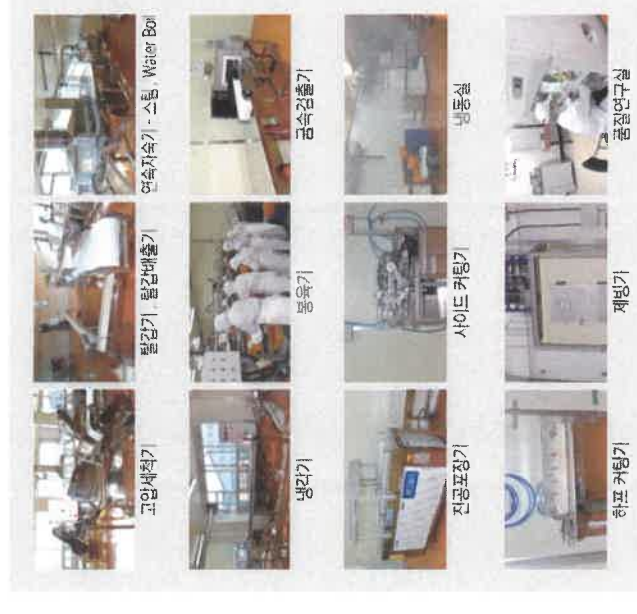 고압세척기
탈갑기, 탈갑배출기
연속자숙기 - 스팀, Water Boi
냉각기
봉육기
금속검출기
진공포장기
사이드 커팅기
냉동실
하프 커팅기
제빙기
품질연구실